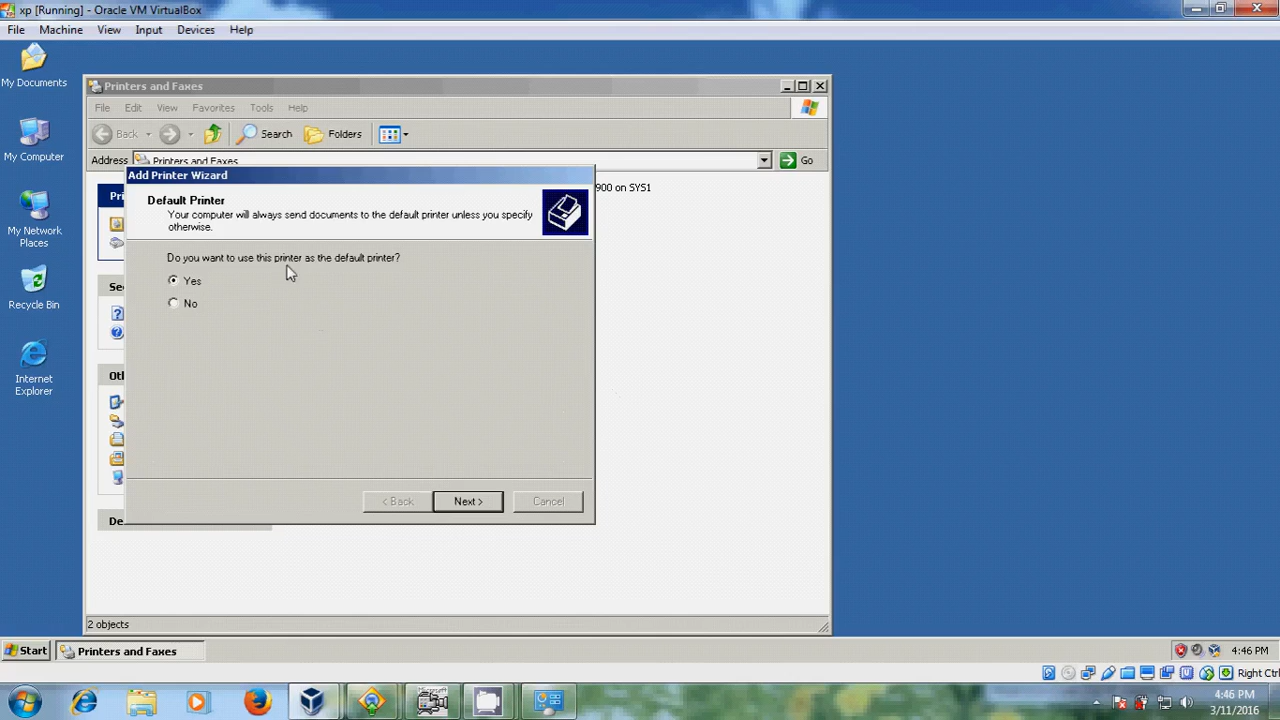 xp [Running] - Oracle VM VirtualBox
File Machine View Input Devices Help
My Documents
My Computer
My Network
Places
Recycle Bin
Internet
Explorer
Printers and Faxes
File Edit View Favorites Tools Help
Back Search Folders
Address Printers and Faxes Go
900 on SYS1
Add Printer Wizard
Default Printer
Your computer will always send documents to the default printer unless you specify
otherwise.
Do you want to use this printer as the default printer?
Yes
No
< Back Next > Cancel
2 objects
Start Printers and Faxes 4:46 PM
Right Ctrl
4:46 PM
3/11/2016